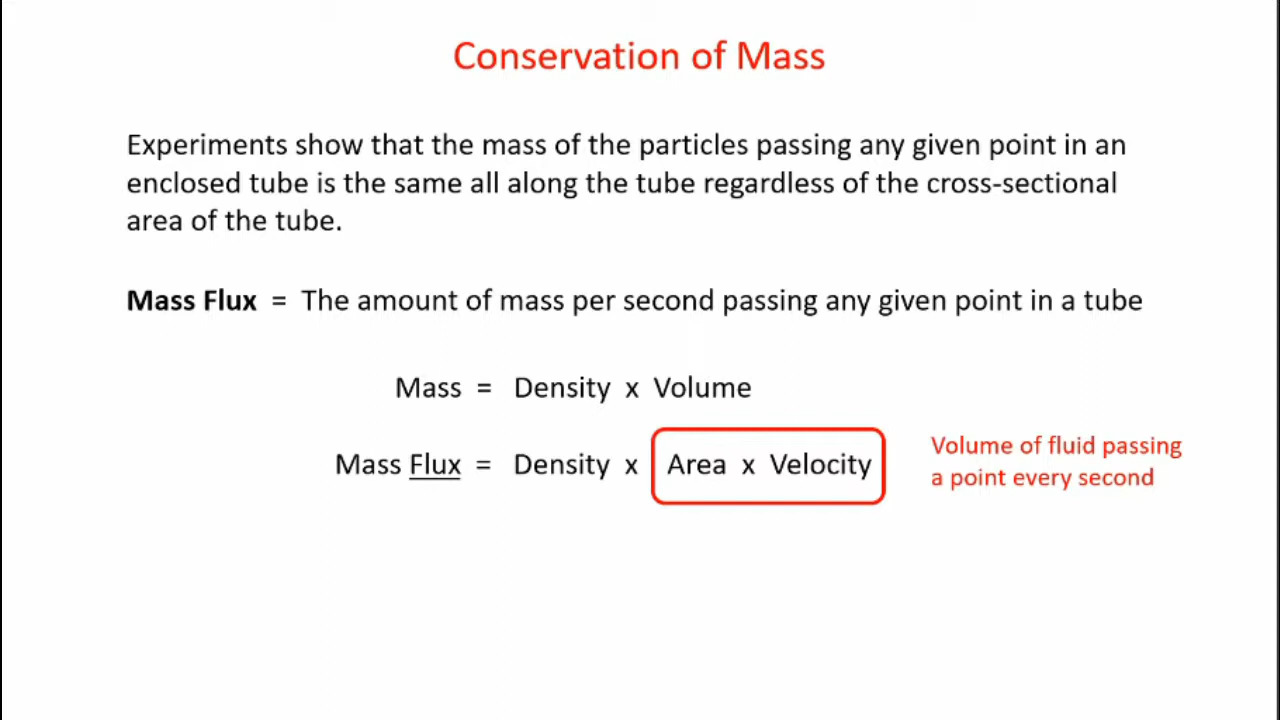 Conservation of Mass
Experiments show that the mass of the particles passing any given point in an
enclosed tube is the same all along the tube regardless of the cross-sectional
area of the tube.
Mass Flux = The amount of mass per second passing any given point in a tube
Mass = Density x Volume
Mass Flux = Density x Area x Velocity
Volume of fluid passing
a point every second